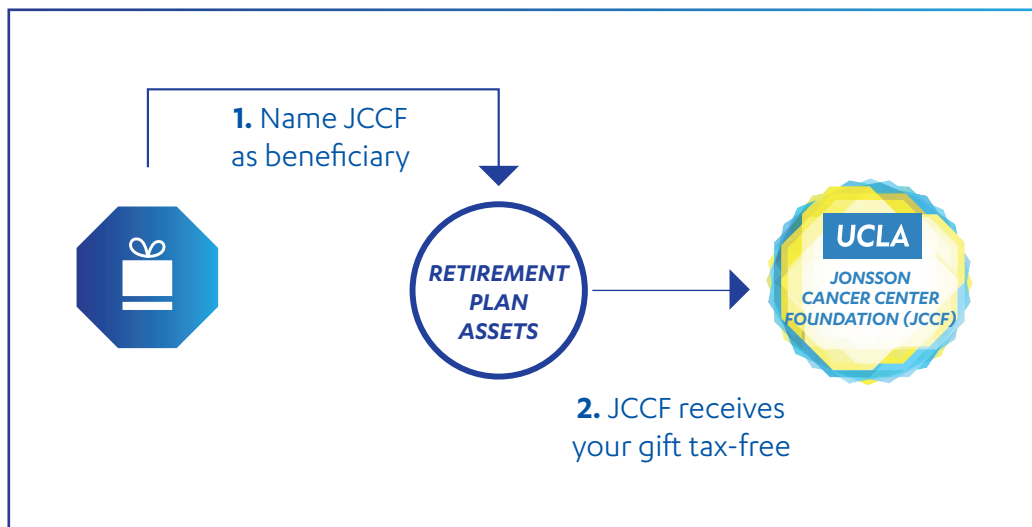 1. Name JCCF
as beneficiary
RETIREMENT
PLAN
ASSETS
UCLA
JONSSON
CANCER CENTER
FOUNDATION (JCCF)
2. JCCF receives
your gift tax-free